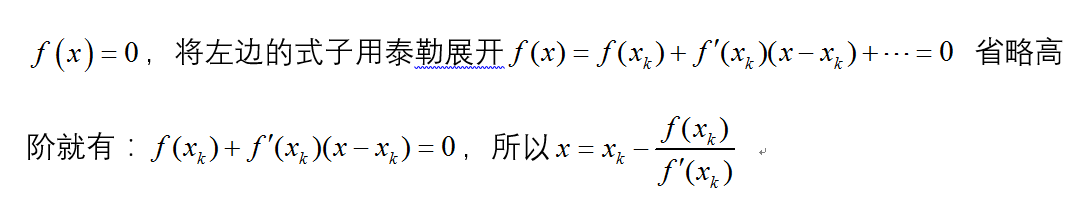 f(x)=0，将左边的式子用泰勒展开 f(x)=f(x_k)+f′(x_k)(x−x_k)+⋯=0 省略高
阶就有：f(x_k)+f′(x_k)(x−x_k)=0，所以 x=x_k−\frac{f(x_k)}{f′(x_k)}